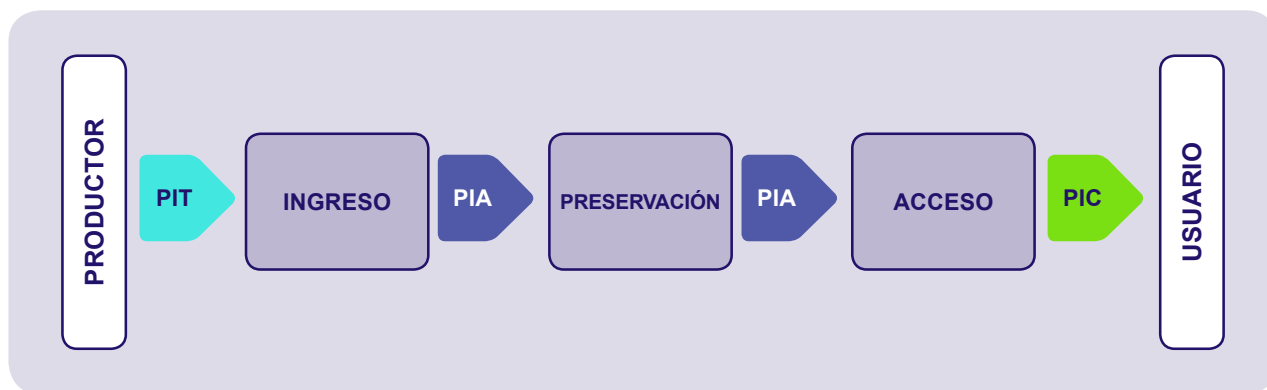 PRODUCTOR
PIT
INGRESO
PIA
PRESERVACIÓN
PIA
ACCESO
PIC
USUARIO